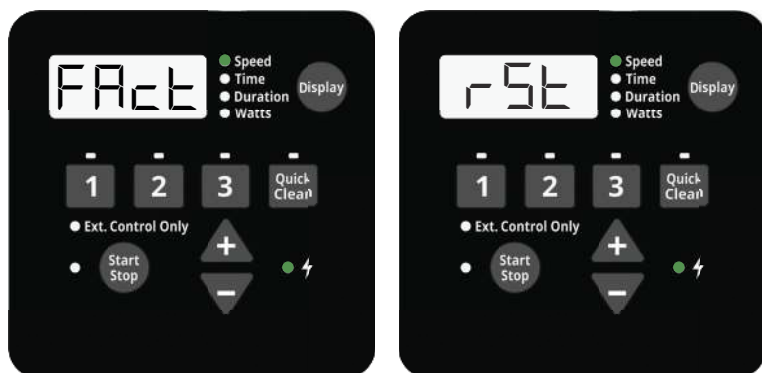 FAct
Speed
Time
Duration
Watts
Display
1 2 3 Quick Clean
Ext. Control Only
Start Stop
+
−
rSt
Speed
Time
Duration
Watts
Display
1 2 3 Quick Clean
Ext. Control Only
Start Stop
+
−